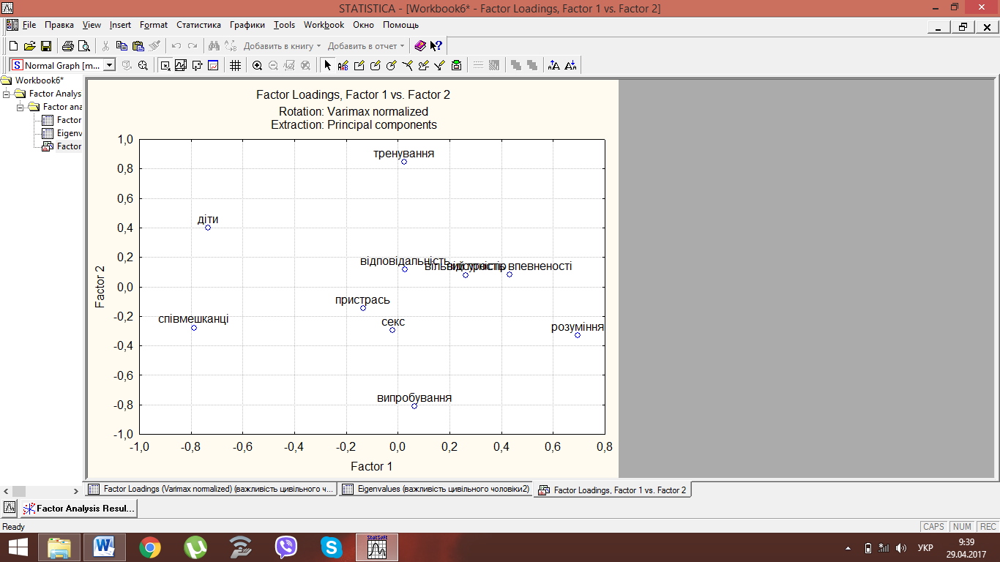 STATISTICA - [Workbook6* - Factor Loadings, Factor 1 vs. Factor 2]
File Правка View Insert Format Статистика Графики Tools Workbook Окно Помощь
Добавить в книгу Добавить в отчет
Normal Graph [m...
Workbook6*
Factor Analys
Factor ana
Factor
Eigenv
Factor
Factor Loadings, Factor 1 vs. Factor 2
Rotation: Varimax normalized
Extraction: Principal components
1,0
тренування
0,8
0,6
діти
0,4
0,2
відповідальність
впевненості
0,0
Factor 2
пристрась
-0,2
співмешканці
секс
розуміння
-0,4
-0,6
випробування
-0,8
-1,0
-1,0 -0,8 -0,6 -0,4 -0,2 0,0 0,2 0,4 0,6 0,8
Factor 1
Factor Loadings (Varimax normalized) (важливість цивільного ч... Eigenvalues (важливість цивільного чоловіки2) Factor Loadings, Factor 1 vs. Factor 2
Factor Analysis Resul...
Ready CAPS NUM REC
StatSoft
УКР
9:39
29.04.2017